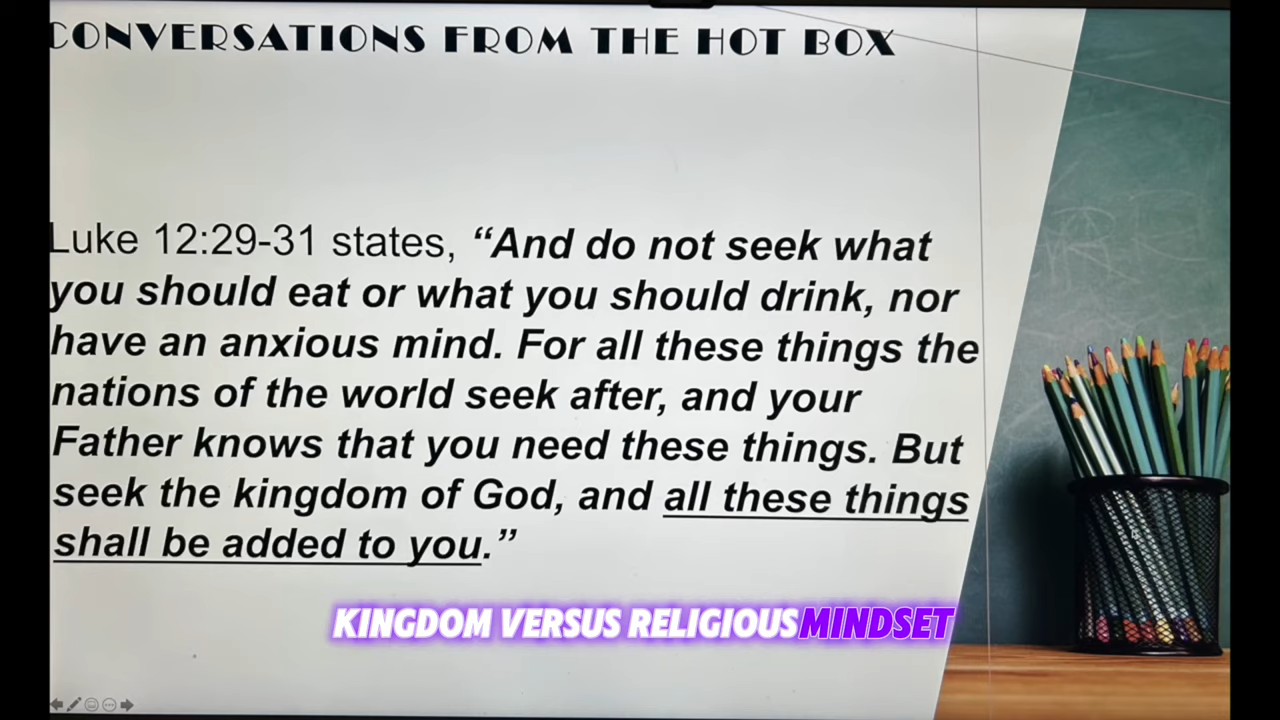 CONVERSATIONS FROM THE HOT BOX
Luke 12:29-31 states, “And do not seek what
you should eat or what you should drink, nor
have an anxious mind. For all these things the
nations of the world seek after, and your
Father knows that you need these things. But
seek the kingdom of God, and all these things
shall be added to you.”
KINGDOM VERSUS RELIGIOUS MINDSET